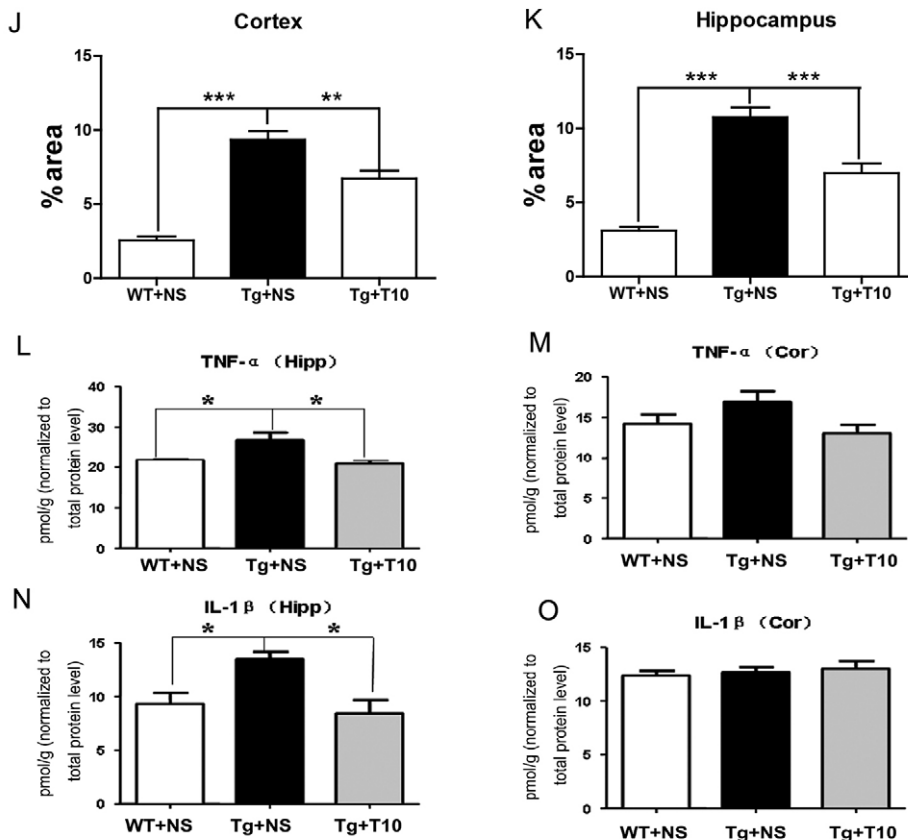 J
Cortex
15
10
5
0
%area
***
**
WT+NS
Tg+NS
Tg+T10
K
Hippocampus
15
10
5
0
%area
***
***
WT+NS
Tg+NS
Tg+T10
L
TNF-α (Hipp)
40
30
20
10
0
pmol/g (normalized to
total protein level)
*
*
WT+NS
Tg+NS
Tg+T10
M
TNF-α (Cor)
20
15
10
5
0
pmol/g (normalized to
total protein level)
WT+NS
Tg+NS
Tg+T10
N
IL-1β (Hipp)
15
10
5
0
pmol/g (normalized to
total protein level)
*
*
WT+NS
Tg+NS
Tg+T10
O
IL-1β (Cor)
15
10
5
0
pmol/g (normalized to
total protein level)
WT+NS
Tg+NS
Tg+T10